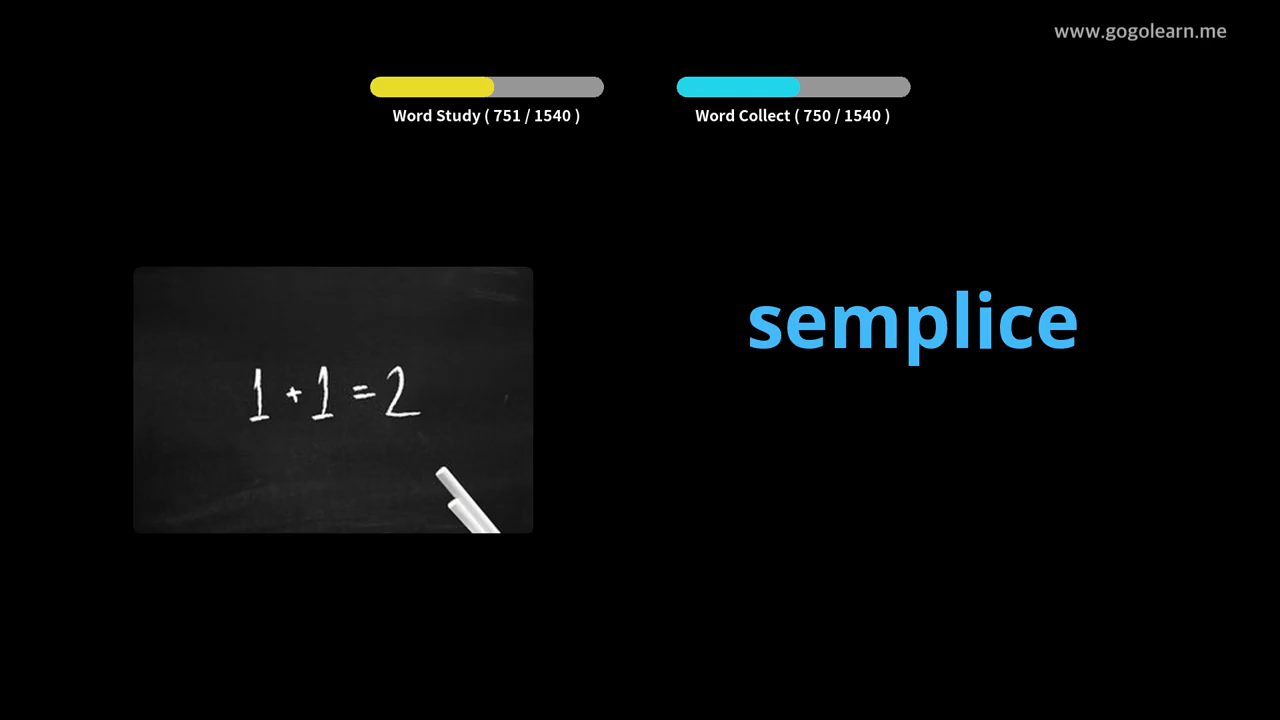 www.gogolearn.me
Word Study ( 751 / 1540 )
Word Collect ( 750 / 1540 )
semplice
1 + 1 = 2